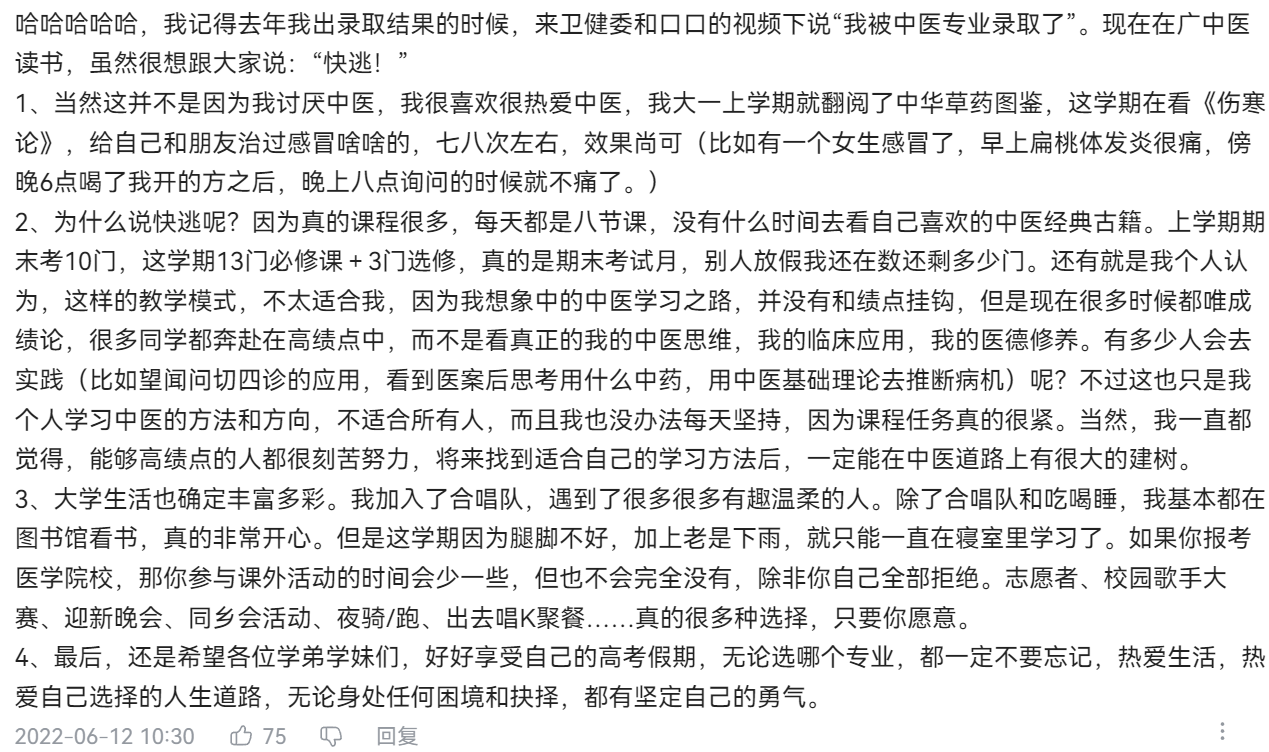 哈哈哈哈哈，我记得去年我出录取结果的时候，来卫健委和口口的视频下说“我被中医专业录取了”。现在在广中医
读书，虽然很想跟大家说：“快逃！”
1、当然这并不是因为我讨厌中医，我很喜欢很热爱中医，我大一上学期就翻阅了中华草药图鉴，这学期在看《伤寒
论》，给自己和朋友治过感冒啥啥的，七八次左右，效果尚可（比如有一个女生感冒了，早上扁桃体发炎很痛，傍
晚6点喝了我开的方之后，晚上八点询问的时候就不痛了。）
2、为什么说快逃呢？因为真的课程很多，每天都是八节课，没有什么时间去看自己喜欢的中医经典古籍。上学期期
末考10门，这学期13门必修课＋3门选修，真的是期末考试月，别人放假我还在数还剩多少门。还有就是我个人认
为，这样的教学模式，不太适合我，因为我想象中的中医学习之路，并没有和绩点挂钩，但是现在很多时候都唯成
绩论，很多同学都奔赴在高绩点中，而不是看真正的我的中医思维，我的临床应用，我的医德修养。有多少人会去
实践（比如望闻问切四诊的应用，看到医案后思考用什么中药，用中医基础理论去推断病机）呢？不过这也只是我
个人学习中医的方法和方向，不适合所有人，而且我也没办法每天坚持，因为课程任务真的很紧。当然，我一直都
觉得，能够高绩点的人都很刻苦努力，将来找到适合自己的学习方法后，一定能在中医道路上有很大的建树。
3、大学生活也确定丰富多彩。我加入了合唱队，遇到了很多很多有趣温柔的人。除了合唱队和吃喝睡，我基本都在
图书馆看书，真的非常开心。但是这学期因为腿脚不好，加上老是下雨，就只能一直在寝室里学习了。如果你报考
医学院校，那你参与课外活动的时间会少一些，但也不会完全没有，除非你自己全部拒绝。志愿者、校园歌手大
赛、迎新晚会、同乡会活动、夜骑/跑、出去唱K聚餐……真的很多种选择，只要你愿意。
4、最后，还是希望各位学弟学妹们，好好享受自己的高考假期，无论选哪个专业，都一定不要忘记，热爱生活，热
爱自己选择的人生道路，无论身处任何困境和抉择，都有坚定自己的勇气。
2022-06-12 10:30 75 回复